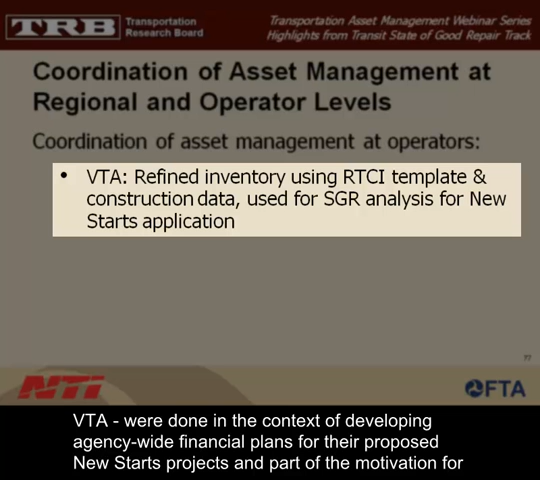 TRB Transportation Research Board
Transportation Asset Management Webinar Series
Highlights from Transit State of Good Repair Track
Coordination of Asset Management at
Regional and Operator Levels
Coordination of asset management at operators:
• VTA: Refined inventory using RTCI template &
construction data, used for SGR analysis for New
Starts application
77
NTI
FTA
VTA - were done in the context of developing
agency-wide financial plans for their proposed
New Starts projects and part of the motivation for